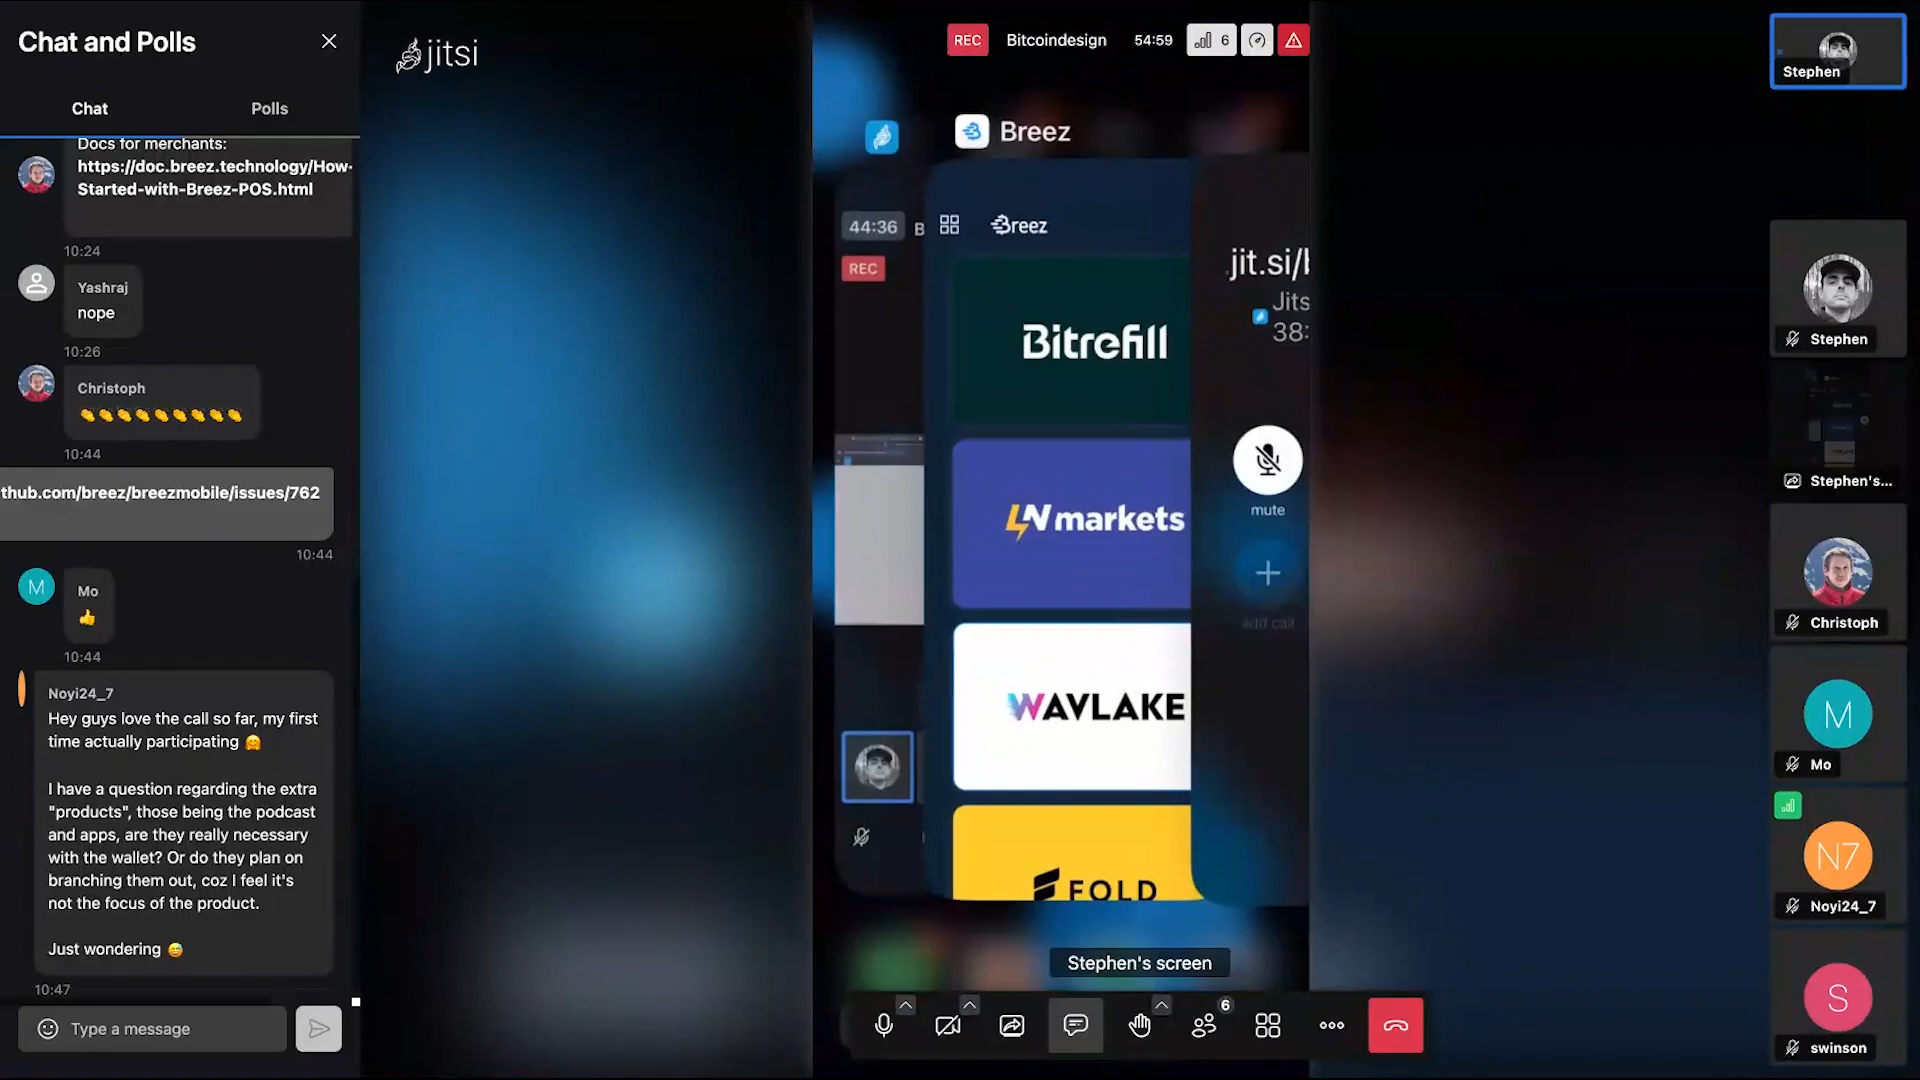 Chat and Polls
Chat
Polls
Docs for merchants:
https://doc.breez.technology/How-
Started-with-Breez-POS.html
10:24
Yashraj
nope
10:26
Christoph
👏👏👏👏👏👏👏👏👏
10:44
thub.com/breez/breezmobile/issues/762
10:44
M
Mo
👍
10:44
Noyi24_7
Hey guys love the call so far, my first
time actually participating 🤗
I have a question regarding the extra
"products", those being the podcast
and apps, are they really necessary
with the wallet? Or do they plan on
branching them out, coz I feel it's
not the focus of the product.
Just wondering 😅
10:47
Type a message
jitsi
REC
Bitcoindesign
54:59
6
Breez
44:36
B
REC
Breez
Bitrefill
LN markets
WAVLAKE
FOLD
jit.si/
Jits
38:
mute
add call
Stephen's screen
6
Stephen
Stephen
Stephen's...
Christoph
M
Mo
N7
Noyi24_7
S
swinson